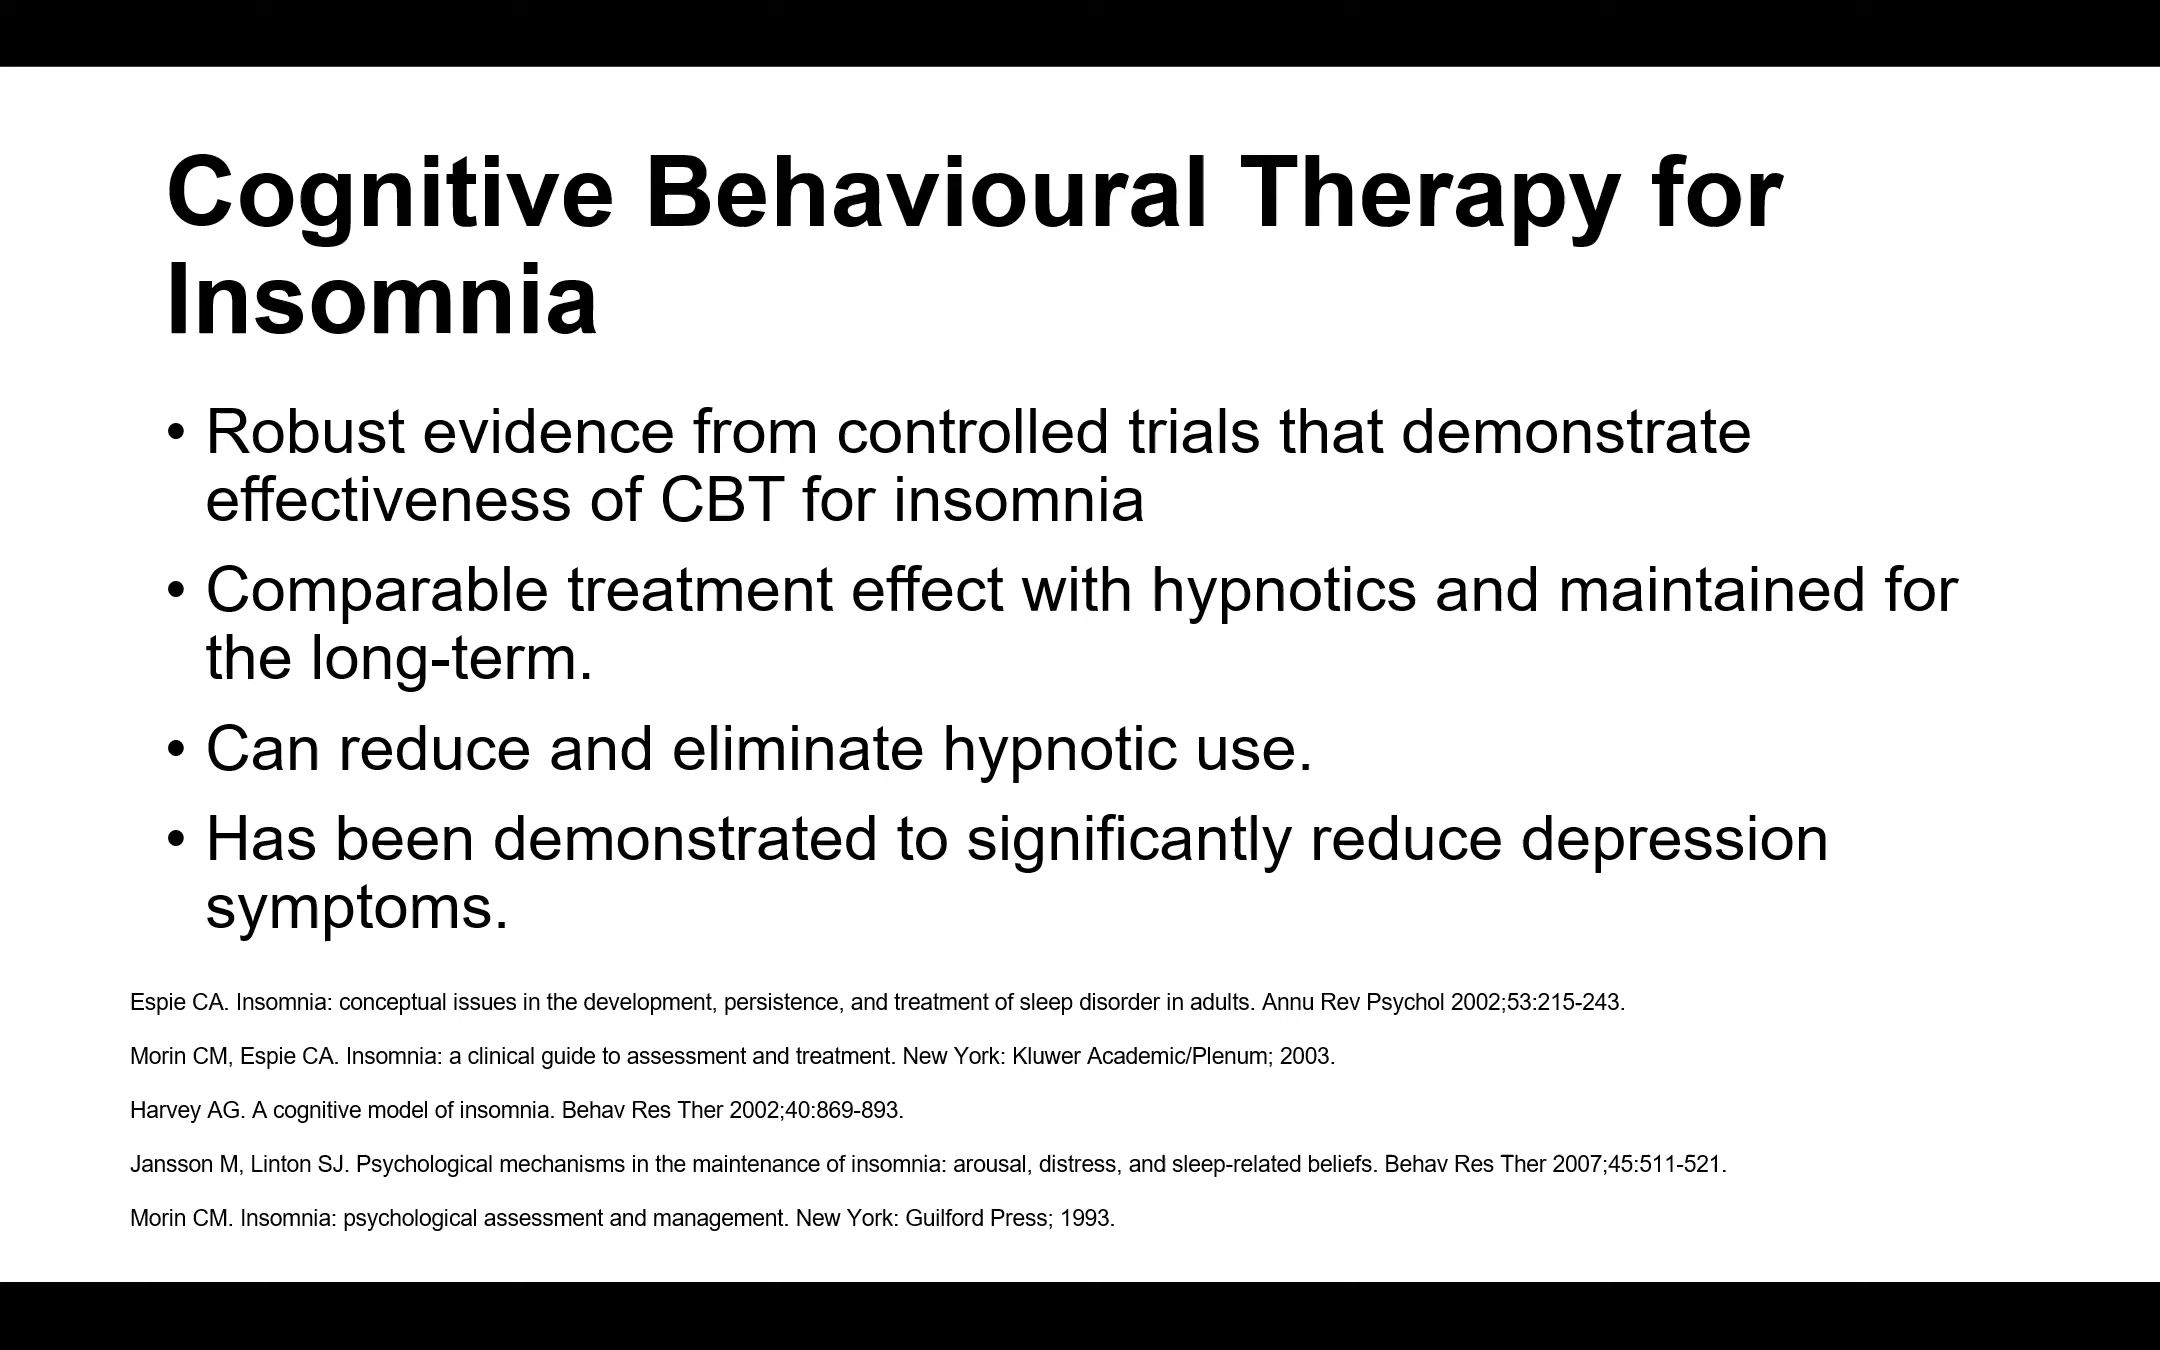 Cognitive Behavioural Therapy for
Insomnia
• Robust evidence from controlled trials that demonstrate
effectiveness of CBT for insomnia
• Comparable treatment effect with hypnotics and maintained for
the long-term.
• Can reduce and eliminate hypnotic use.
• Has been demonstrated to significantly reduce depression
symptoms.
Espie CA. Insomnia: conceptual issues in the development, persistence, and treatment of sleep disorder in adults. Annu Rev Psychol 2002;53:215-243.
Morin CM, Espie CA. Insomnia: a clinical guide to assessment and treatment. New York: Kluwer Academic/Plenum; 2003.
Harvey AG. A cognitive model of insomnia. Behav Res Ther 2002;40:869-893.
Jansson M, Linton SJ. Psychological mechanisms in the maintenance of insomnia: arousal, distress, and sleep-related beliefs. Behav Res Ther 2007;45:511-521.
Morin CM. Insomnia: psychological assessment and management. New York: Guilford Press; 1993.